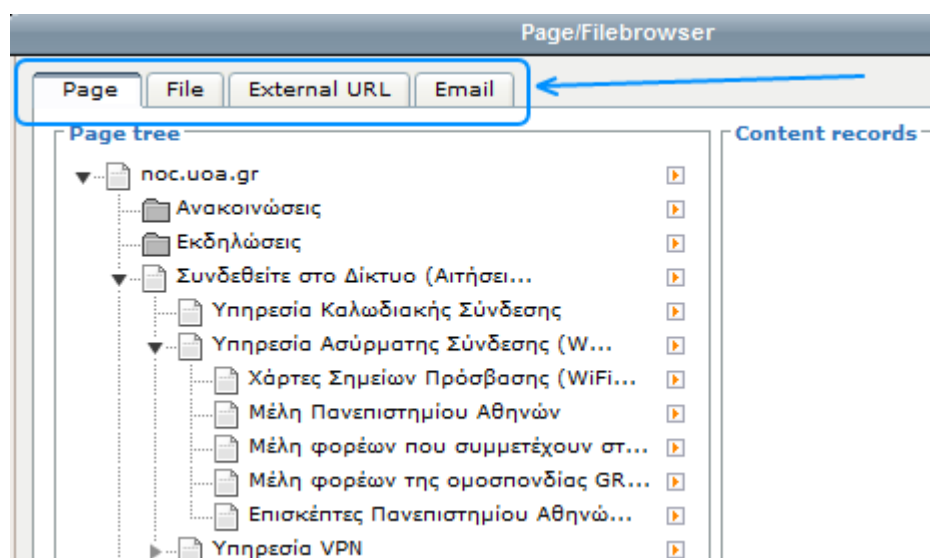 Page/Filebrowser
Page File External URL Email
Page tree Content records
noc.uoa.gr
Ανακοινώσεις
Εκδηλώσεις
Συνδεθείτε στο Δίκτυο (Αιτήσει...
Υπηρεσία Καλωδιακής Σύνδεσης
Υπηρεσία Ασύρματης Σύνδεσης (W...
Χάρτες Σημείων Πρόσβασης (WiFi...
Μέλη Πανεπιστημίου Αθηνών
Μέλη φορέων που συμμετέχουν στ...
Μέλη φορέων της ομοσπονδίας GR...
Επισκέπτες Πανεπιστημίου Αθηνώ...
Υπηρεσία VPN